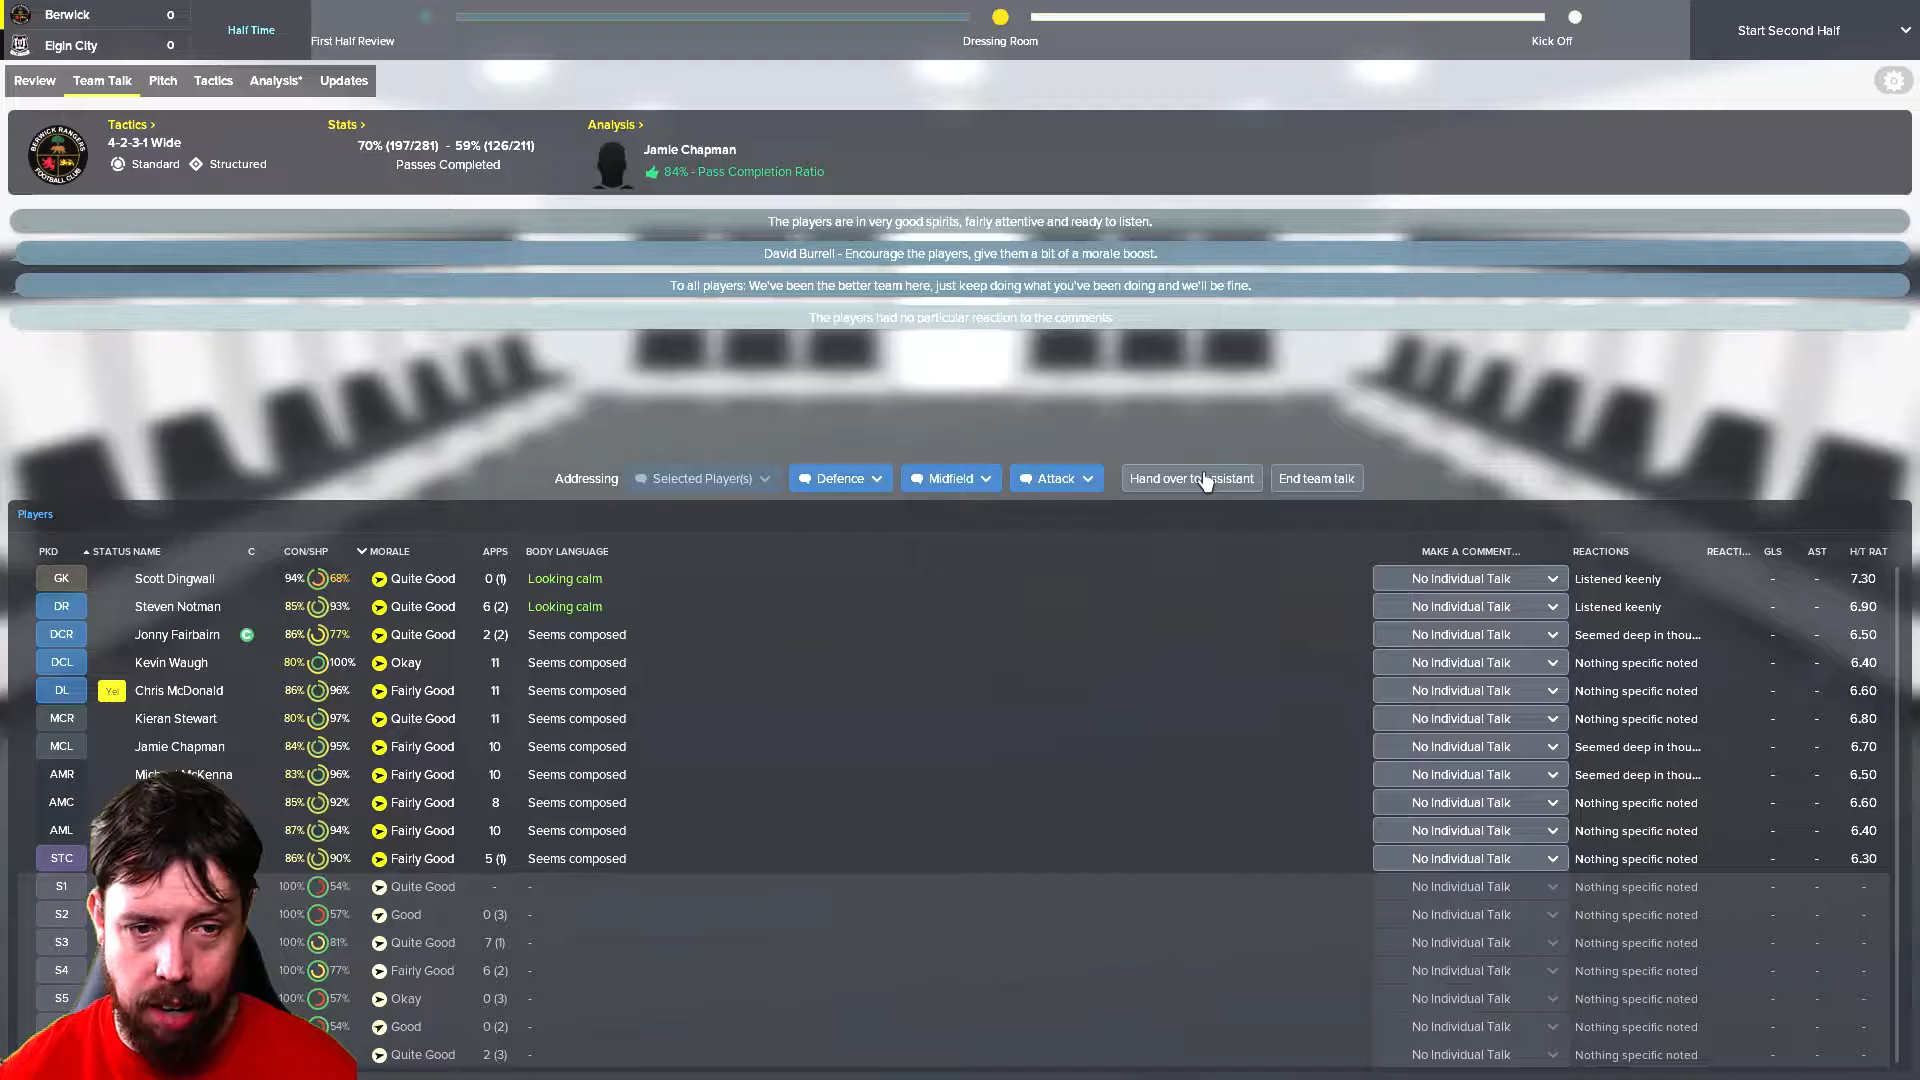 Berwick 0
Elgin City 0
Half Time
First Half Review
Dressing Room
Kick Off
Start Second Half
Review Team Talk Pitch Tactics Analysis* Updates
BERWICK RANGERS FOOTBALL CLUB
Tactics >
4-2-3-1 Wide
Standard Structured
Stats >
70% (197/281) - 59% (126/211)
Passes Completed
Analysis >
Jamie Chapman
84% - Pass Completion Ratio
The players are in very good spirits, fairly attentive and ready to listen.
David Burrell - Encourage the players, give them a bit of a morale boost.
To all players: We've been the better team here, just keep doing what you've been doing and we'll be fine.
The players had no particular reaction to the comments
Addressing Selected Player(s) Defence Midfield Attack Hand over to assistant End team talk
Players
PKD STATUS NAME C CON/SHP MORALE APPS BODY LANGUAGE MAKE A COMMENT... REACTIONS REACTI... GLS AST H/T RAT
GK Scott Dingwall 94% 68% Quite Good 0 (1) Looking calm No Individual Talk Listened keenly - - 7.30
DR Steven Notman 85% 93% Quite Good 6 (2) Looking calm No Individual Talk Listened keenly - - 6.90
DCR Jonny Fairbairn C 86% 77% Quite Good 2 (2) Seems composed No Individual Talk Seemed deep in thou... - - 6.50
DCL Kevin Waugh 80% 100% Okay 11 Seems composed No Individual Talk Nothing specific noted - - 6.40
DL Yel Chris McDonald 86% 96% Fairly Good 11 Seems composed No Individual Talk Nothing specific noted - - 6.60
MCR Kieran Stewart 80% 97% Quite Good 11 Seems composed No Individual Talk Nothing specific noted - - 6.80
MCL Jamie Chapman 84% 95% Fairly Good 10 Seems composed No Individual Talk Seemed deep in thou... - - 6.70
AMR McKenna 83% 96% Fairly Good 10 Seems composed No Individual Talk Seemed deep in thou... - - 6.50
AMC 85% 92% Fairly Good 8 Seems composed No Individual Talk Nothing specific noted - - 6.60
AML 87% 94% Fairly Good 10 Seems composed No Individual Talk Nothing specific noted - - 6.40
STC 86% 90% Fairly Good 5 (1) Seems composed No Individual Talk Nothing specific noted - - 6.30
S1 100% 54% Quite Good - - No Individual Talk Nothing specific noted - - -
S2 100% 57% Good 0 (3) - No Individual Talk Nothing specific noted - - -
S3 100% 81% Quite Good 7 (1) - No Individual Talk Nothing specific noted - - -
S4 100% 77% Fairly Good 6 (2) - No Individual Talk Nothing specific noted - - -
S5 100% 57% Okay 0 (3) - No Individual Talk Nothing specific noted - - -
54% Good 0 (2) - No Individual Talk Nothing specific noted - - -
Quite Good 2 (3) - No Individual Talk Nothing specific noted - - -